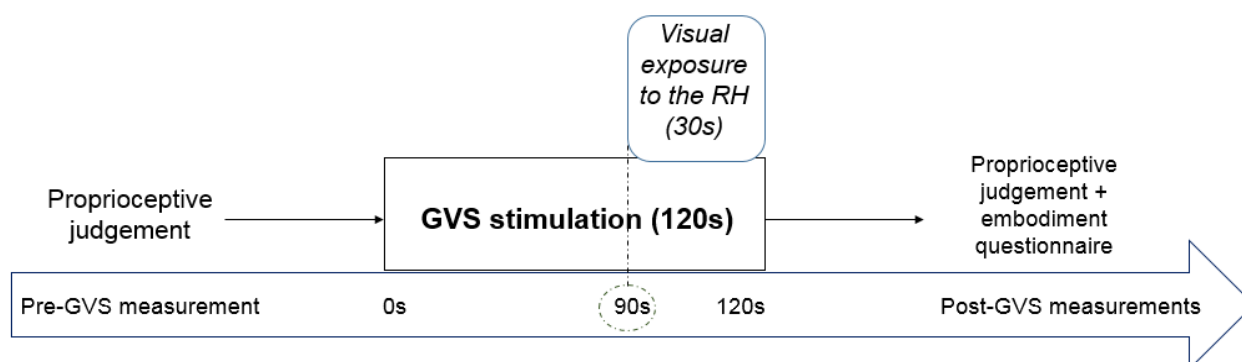 Visual
exposure
to the RH
(30s)
Proprioceptive
judgement
GVS stimulation (120s)
Proprioceptive
judgement +
embodiment
questionnaire
Pre-GVS measurement
0s
90s
120s
Post-GVS measurements